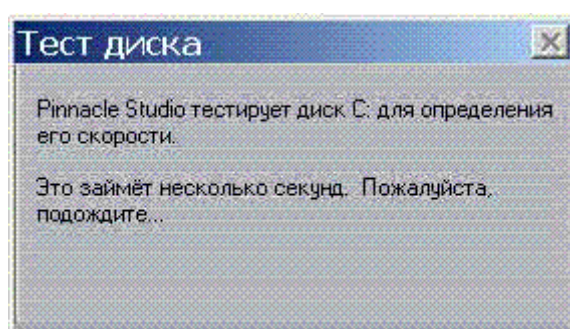 Тест диска
Pinnacle Studio тестирует диск C: для определения
его скорости.
Это займёт несколько секунд. Пожалуйста,
подождите...